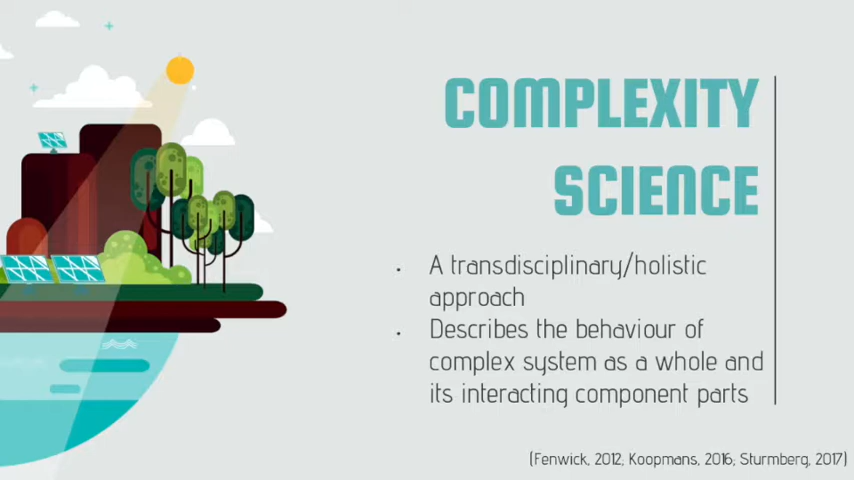 COMPLEXITY
SCIENCE
• A transdisciplinary/holistic
approach
• Describes the behaviour of
complex system as a whole and
its interacting component parts
(Fenwick, 2012; Koopmans, 2016; Sturmberg, 2017)